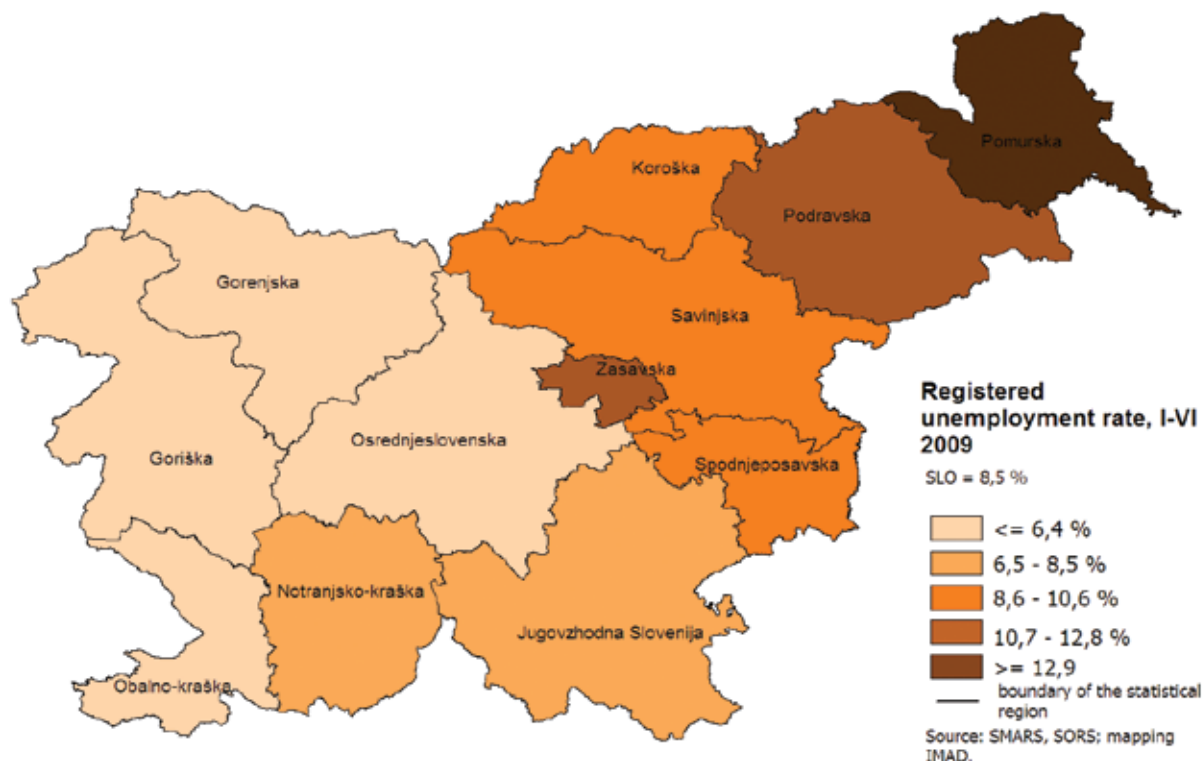 Pomurska
Koroška
Podravska
Gorenjska
Savinjska
Zasavska
Osrednjeslovenska
Goriška
Spodnjeposavska
Notranjsko-kraška
Jugovzhodna Slovenija
Obalno-kraška
Registered
unemployment rate, I-VI
2009
SLO = 8,5 %
<= 6,4 %
6,5 - 8,5 %
8,6 - 10,6 %
10,7 - 12,8 %
>= 12,9
boundary of the statistical
region
Source: SMARS, SORS; mapping
IMAD.